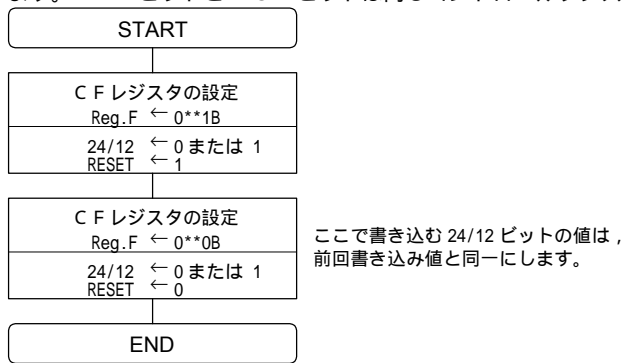 START
ＣＦレジスタの設定
Reg.F ← 0**1B
24/12 ← 0 または 1
RESET ← 1
ＣＦレジスタの設定
Reg.F ← 0**0B
24/12 ← 0 または 1
RESET ← 0
ここで書き込む 24/12 ビットの値は ,
前回書き込み値と同一にします。
END